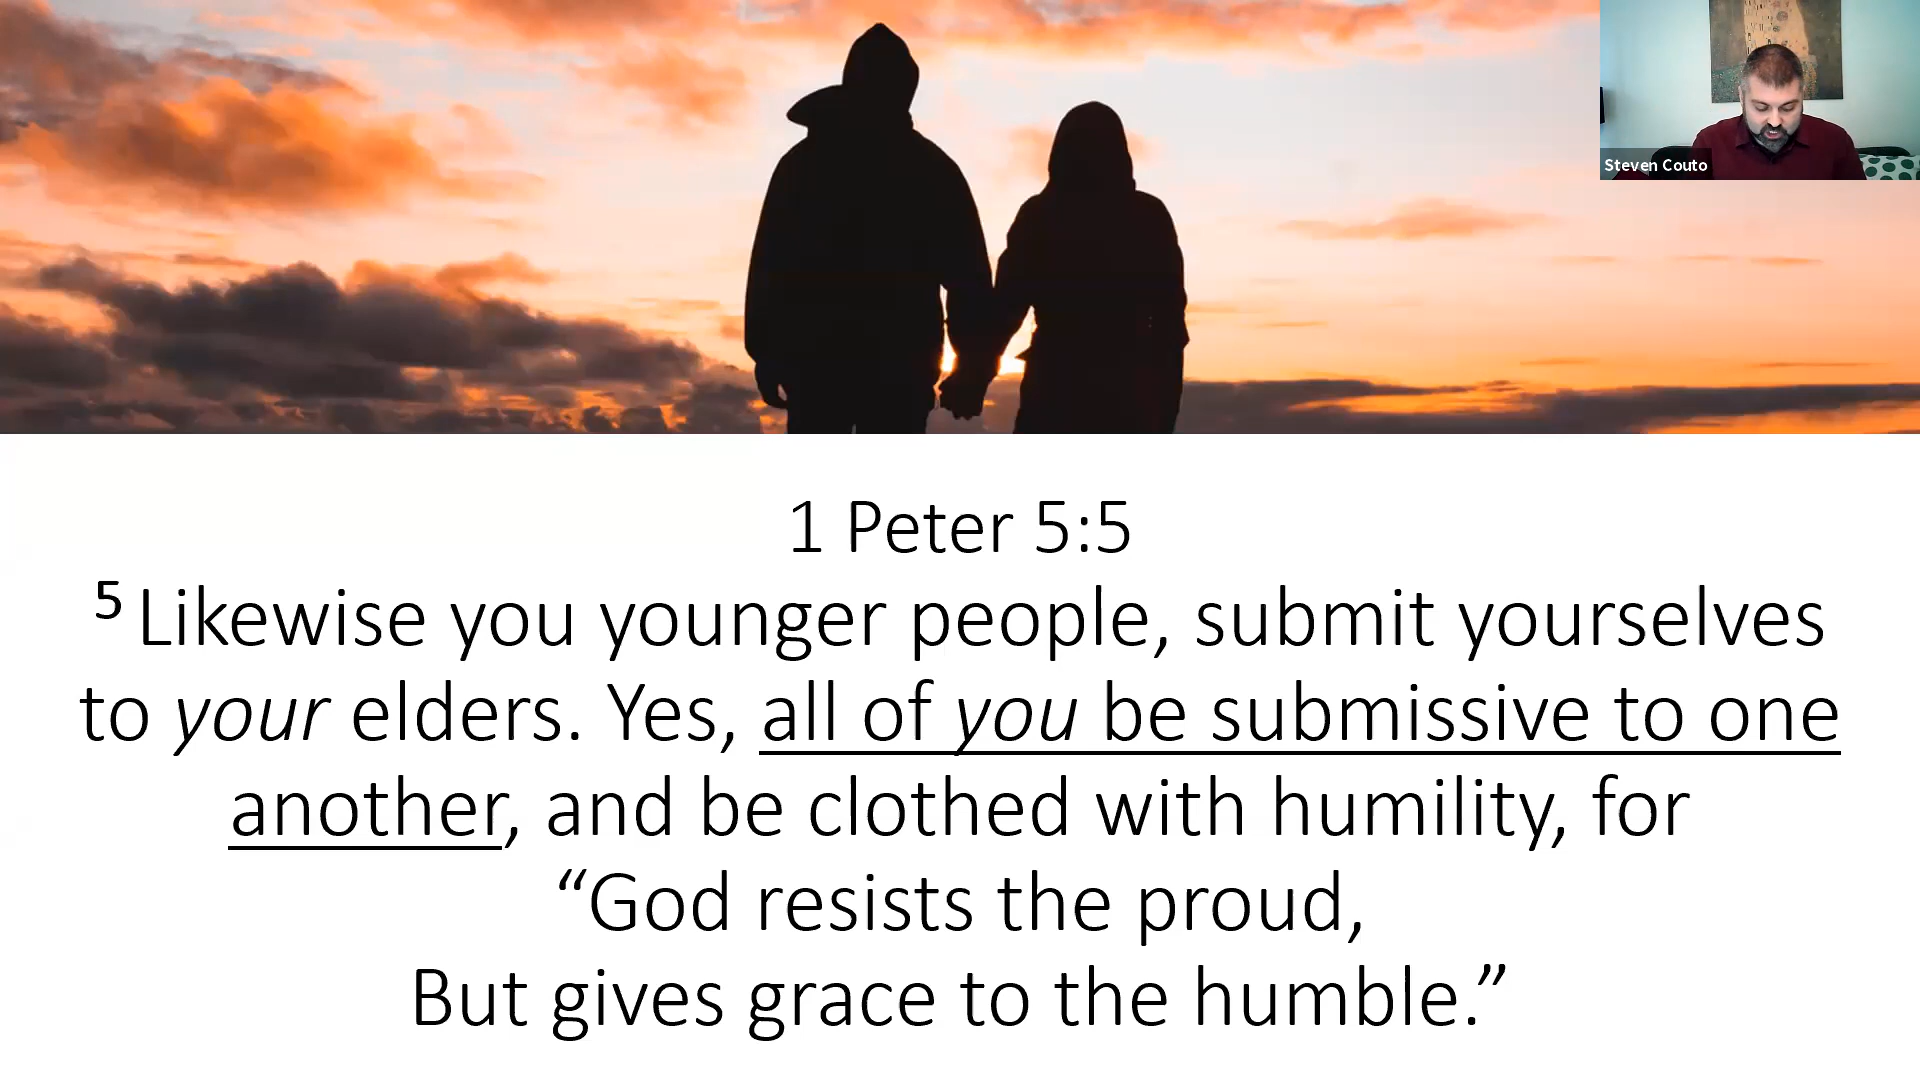 Steven Couto
1 Peter 5:5
5 Likewise you younger people, submit yourselves
to your elders. Yes, all of you be submissive to one
another, and be clothed with humility, for
“God resists the proud,
But gives grace to the humble.”